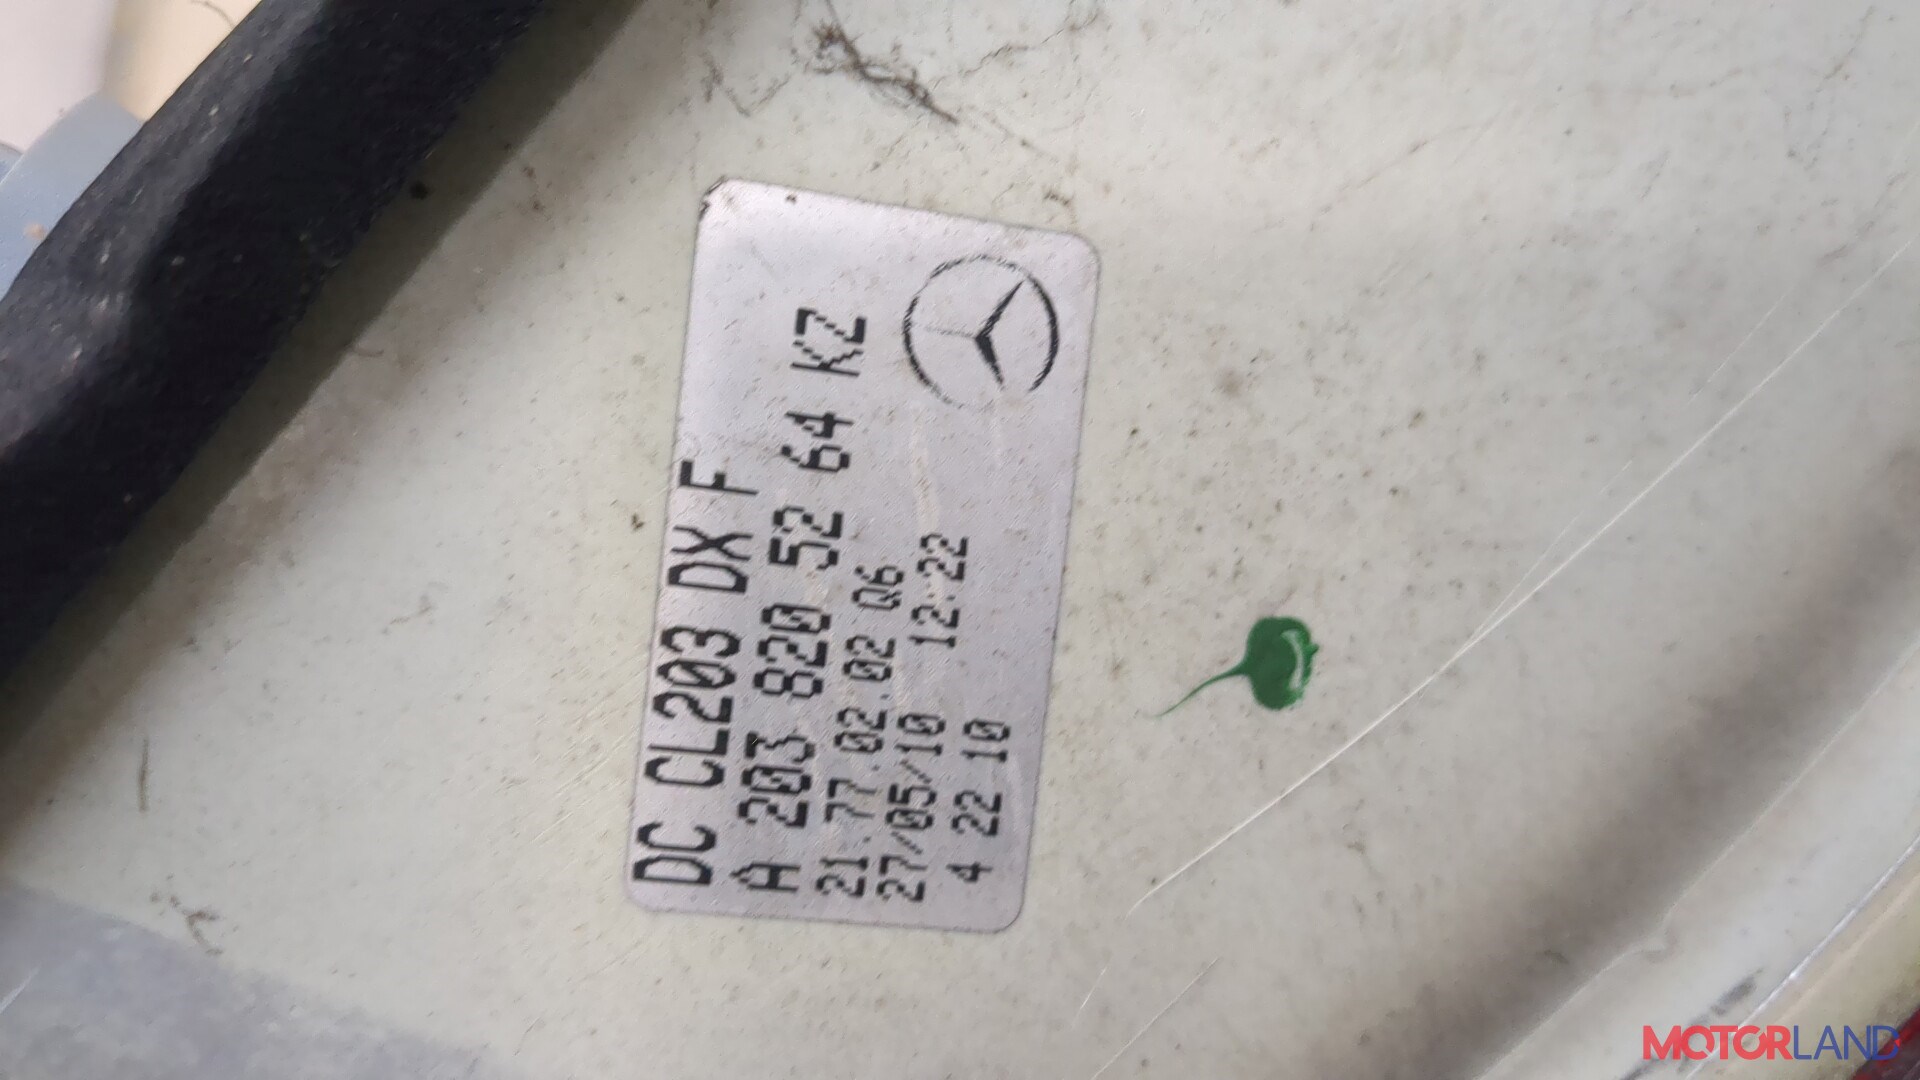 DC CL203 DX F
A 203 820 52 64 KZ
21.77.02.02.02 Q6
27/05/10 12:22
4 22 10
MOTORLAND